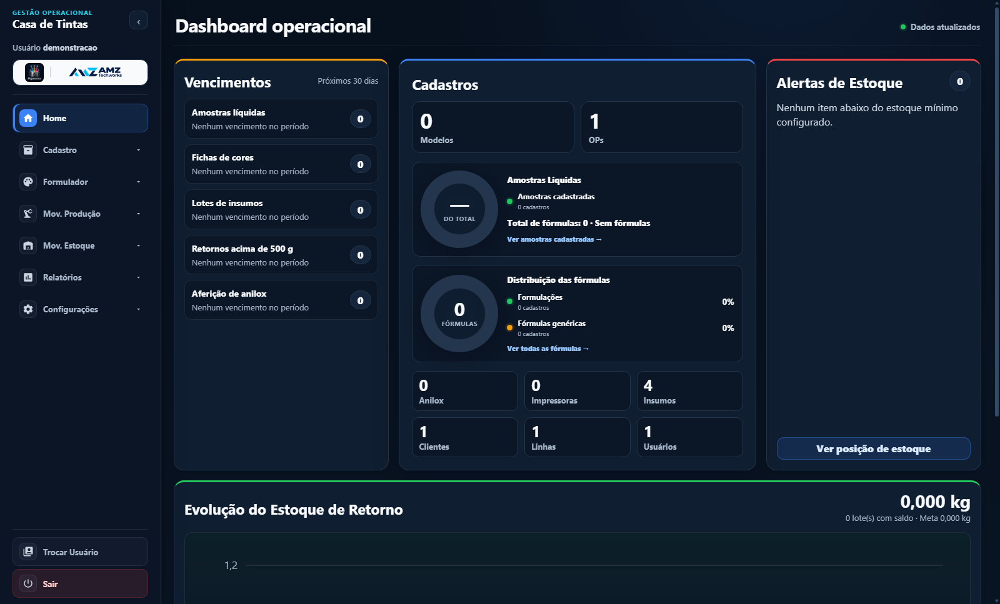 GESTÃO OPERACIONAL
Casa de Tintas
Usuário demonstracao
Pigmento
AMZ
Techworks
Home
Cadastro
Formulador
Mov. Produção
Mov. Estoque
Relatórios
Configurações
Trocar Usuário
Sair
Dashboard operacional
Dados atualizados
Vencimentos
Próximos 30 dias
Amostras líquidas
Nenhum vencimento no período
0
Fichas de cores
Nenhum vencimento no período
0
Lotes de insumos
Nenhum vencimento no período
0
Retornos acima de 500 g
Nenhum vencimento no período
0
Aferição de anilox
Nenhum vencimento no período
0
Cadastros
0
Modelos
1
OPs
—
DO TOTAL
Amostras Líquidas
Amostras cadastradas
0 cadastros
Total de fórmulas: 0 · Sem fórmulas
Ver amostras cadastradas →
0
FÓRMULAS
Distribuição das fórmulas
Formulações
0 cadastros
0%
Fórmulas genéricas
0 cadastros
0%
Ver todas as fórmulas →
0
Anilox
0
Impressoras
4
Insumos
1
Clientes
1
Linhas
1
Usuários
Alertas de Estoque
0
Nenhum item abaixo do estoque mínimo
configurado.
Ver posição de estoque
Evolução do Estoque de Retorno
0,000 kg
0 lote(s) com saldo · Meta 0,000 kg
1,2